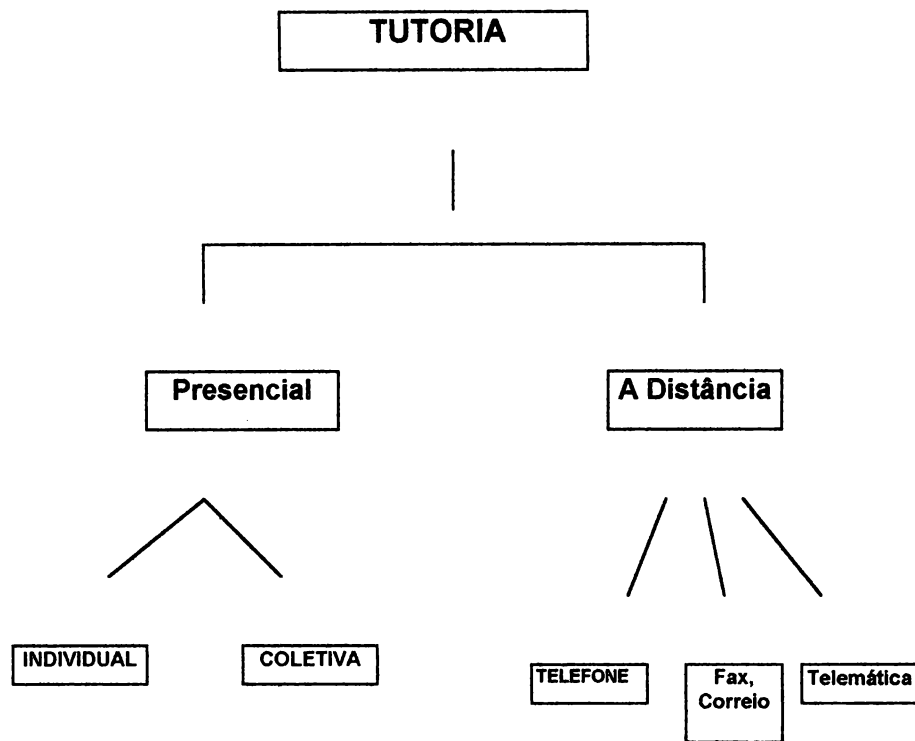 TUTORIA
Presencial
A Distância
INDIVIDUAL
COLETIVA
TELEFONE
Fax,
Correio
Telemática